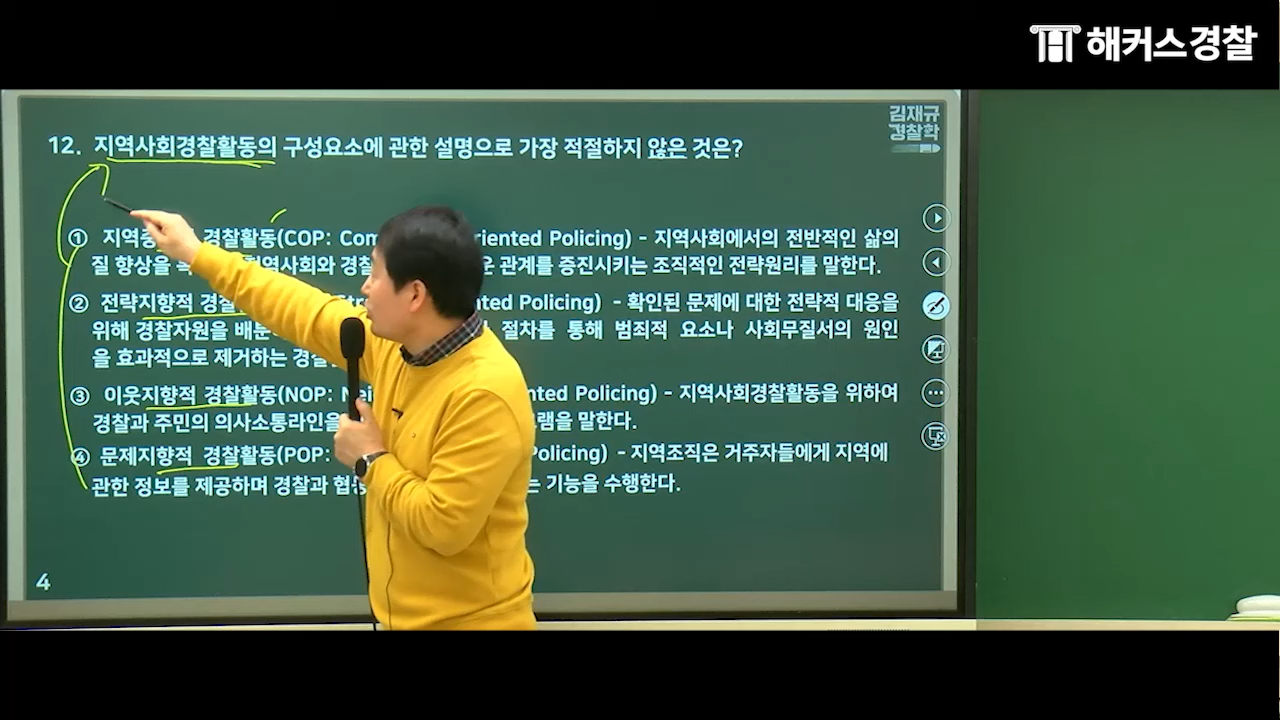 해커스경찰
김재규
경찰학
12. 지역사회경찰활동의 구성요소에 관한 설명으로 가장 적절하지 않은 것은?
① 지역중 경찰활동(COP: Com riented Policing) - 지역사회에서의 전반적인 삶의
질 향상을 지역사회와 경찰 관계를 증진시키는 조직적인 전략원리를 말한다.
② 전략지향적 경찰 ted Policing) - 확인된 문제에 대한 전략적 대응을
위해 경찰자원을 배분 절차를 통해 범죄적 요소나 사회무질서의 원인
을 효과적으로 제거하는 경찰
③ 이웃지향적 경찰활동(NOP: Nei nted Policing) - 지역사회경찰활동을 위하여
경찰과 주민의 의사소통라인을 램을 말한다.
④ 문제지향적 경찰활동(POP: Policing) - 지역조직은 거주자들에게 지역에
관한 정보를 제공하며 경찰과 협 는 기능을 수행한다.
4